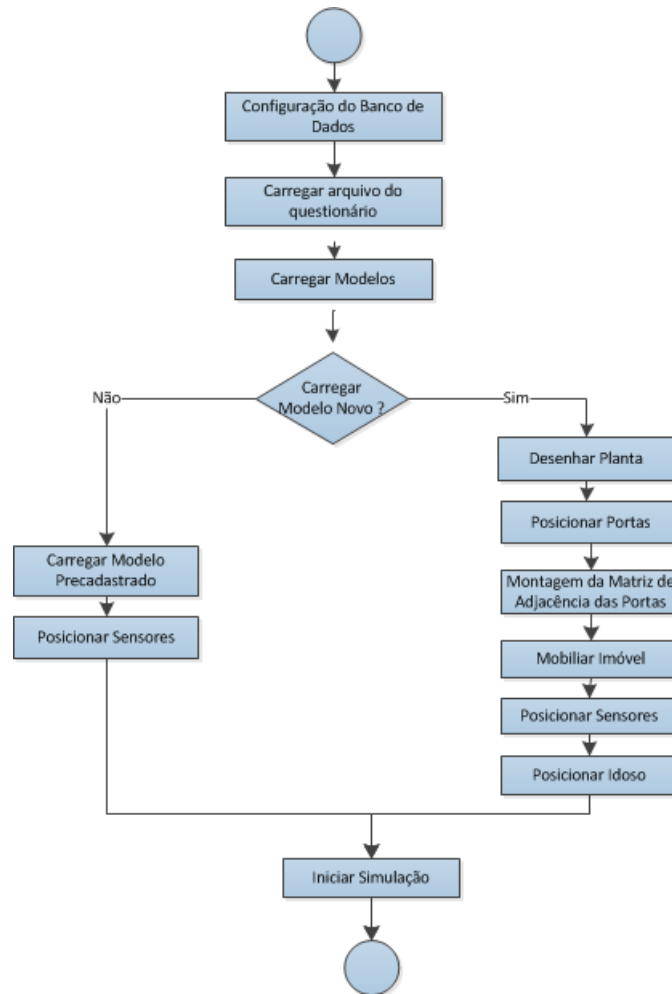 Configuração do Banco de
Dados
Carregar arquivo do
questionário
Carregar Modelos
Carregar
Modelo Novo ?
Não
Sim
Desenhar Planta
Posicionar Portas
Montagem da Matriz de
Adjacência das Portas
Mobiliar Imóvel
Posicionar Sensores
Posicionar Idoso
Carregar Modelo
Precadastrado
Posicionar Sensores
Iniciar Simulação